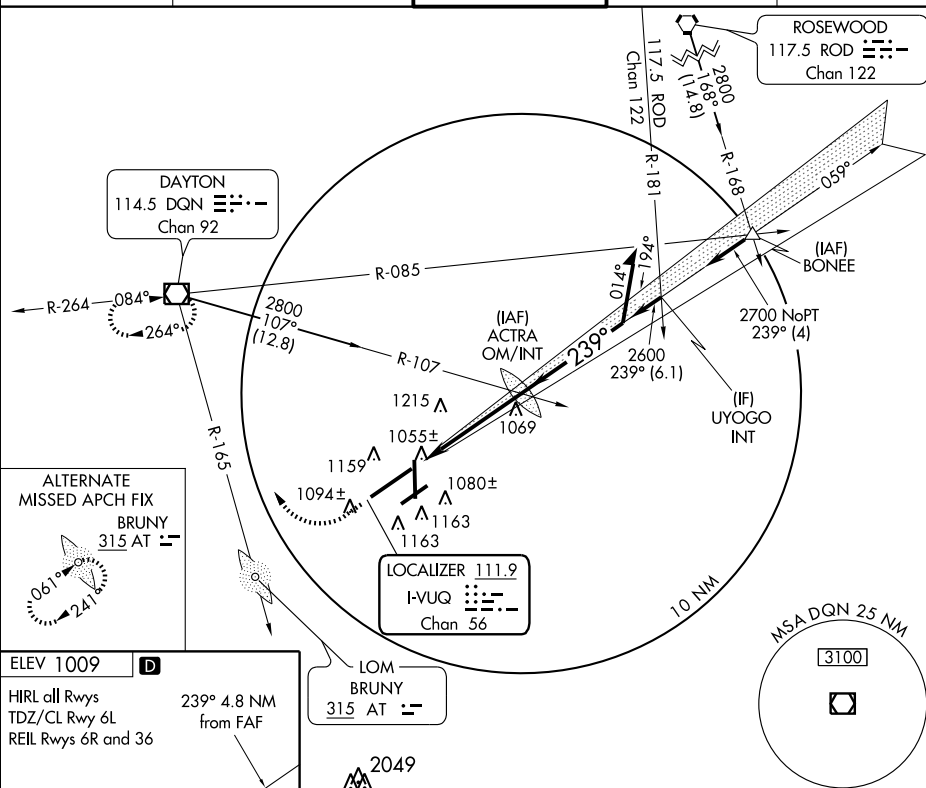 ROSEWOOD
117.5 ROD
Chan 122
117.5 ROD
Chan 122
R-181
2800
168°
(14.8)
R-168
059°
DAYTON
114.5 DQN
Chan 92
R-085
R-264
084°
264°
2800
107°
(12.8)
R-107
(IAF)
ACTRA
OM/INT
239°
014°
194°
(IAF)
BONEE
2700 NoPT
239° (4)
2600
239° (6.1)
(IF)
UYOGO
INT
1215
1069
1055±
1159
1080±
1094±
1163
1163
R-165
ALTERNATE
MISSED APCH FIX
BRUNY
315 AT
061°
241°
LOCALIZER 111.9
I-VUQ
Chan 56
10 NM
MSA DQN 25 NM
3100
ELEV 1009
D
HIRL all Rwys
TDZ/CL Rwy 6L
REIL Rwys 6R and 36
239° 4.8 NM
from FAF
LOM
BRUNY
315 AT
2049